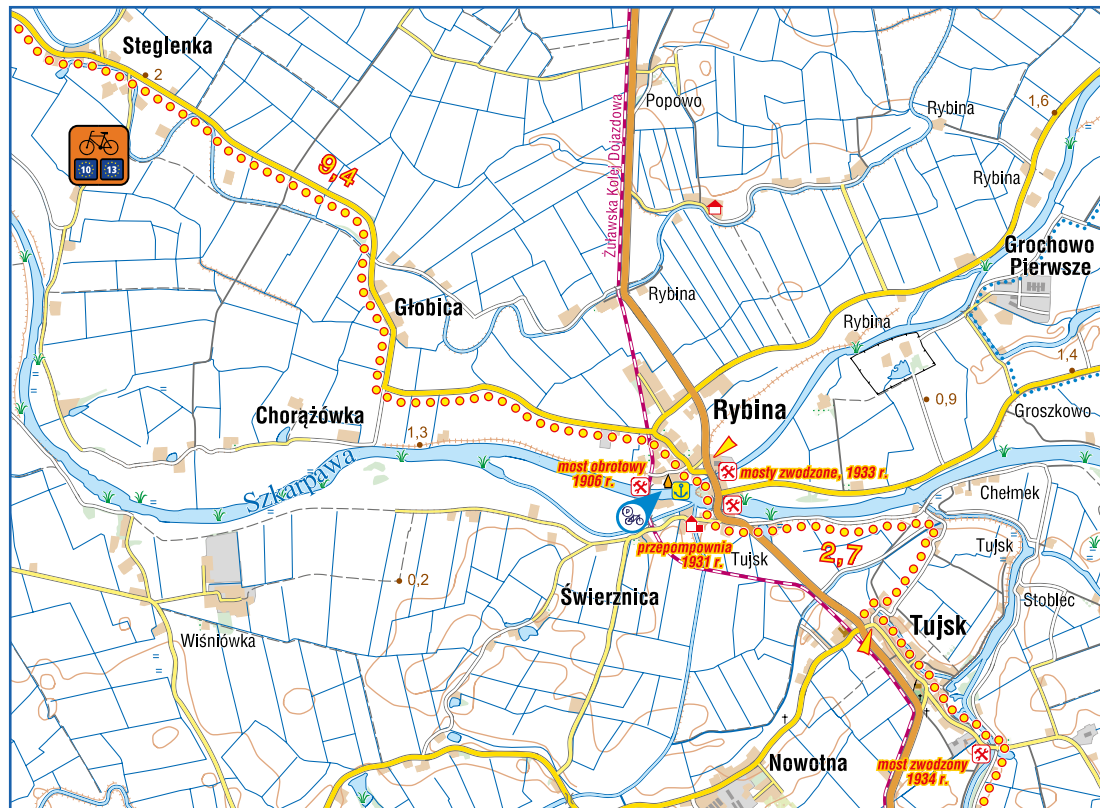 Steglenka
2
10 13
9,4
Popowo
Żuławska Kolej Dojazdowa
Rybina
1,6
Rybina
Grochowo
Pierwsze
Rybina
Głobica
Rybina
1,4
0,9
Groszkowo
Chorążówka
1,3
Rybina
Szkarpawa
most obrotowy
1906 r.
mosty zwodzone, 1933 r.
P
Chełmek
przepompownia
1931 r.
Tujsk
2,7
Tujsk
0,2
Świerznica
Stoblec
Wiśniówka
Tujsk
Nowotna
most zwodzony
1934 r.